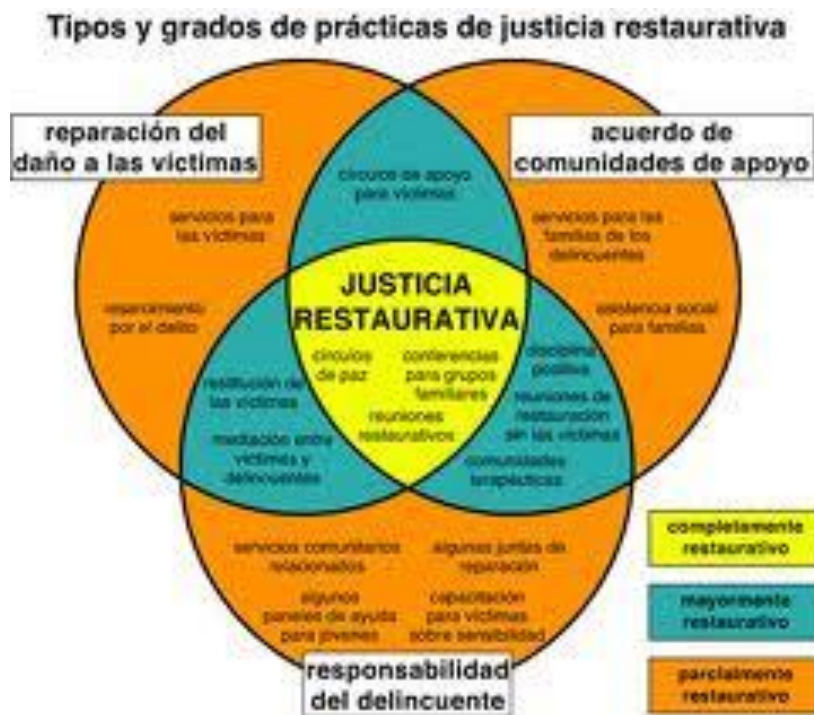 Tipos y grados de prácticas de justicia restaurativa
reparación del
daño a las víctimas
acuerdo de
comunidades de apoyo
círculos de apoyo
para víctimas
servicios para
las víctimas
servicios para las
familias de los
delincuentes
resarcimiento
por el delito
asistencia social
para familias
JUSTICIA
RESTAURATIVA
círculos
de paz
conferencias
para grupos
familiares
reuniones
restaurativos
disciplina
positiva
reuniones de
restauración
sin las víctimas
comunidades
terapéuticas
restitución de
las víctimas
mediación entre
víctimas y
delincuentes
servicios comunitarios
relacionados
algunas juntas de
reparación
algunos
paneles de ayuda
para jóvenes
capacitación
para víctimas
sobre sensibilidad
responsabilidad
del delincuente
completamente
restaurativo
mayormente
restaurativo
parcialmente
restaurativo